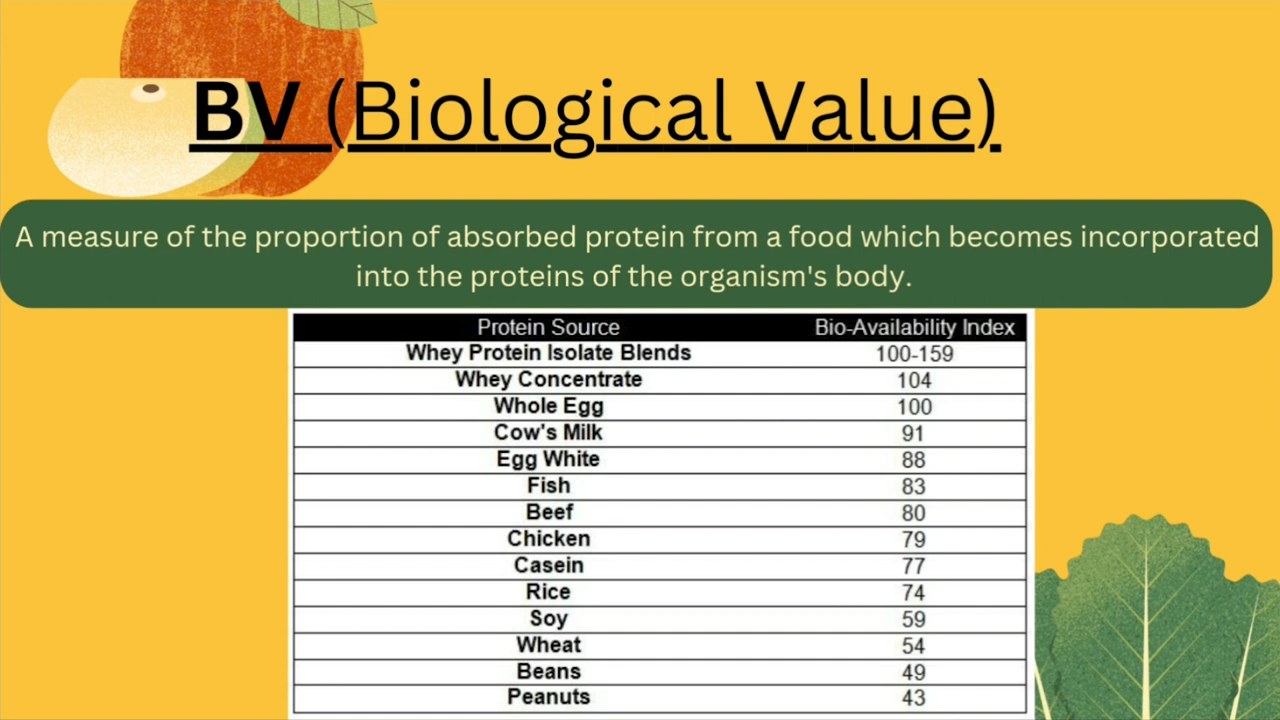 BV (Biological Value)
A measure of the proportion of absorbed protein from a food which becomes incorporated
into the proteins of the organism's body.
Protein Source Bio-Availability Index
Whey Protein Isolate Blends 100-159
Whey Concentrate 104
Whole Egg 100
Cow's Milk 91
Egg White 88
Fish 83
Beef 80
Chicken 79
Casein 77
Rice 74
Soy 59
Wheat 54
Beans 49
Peanuts 43